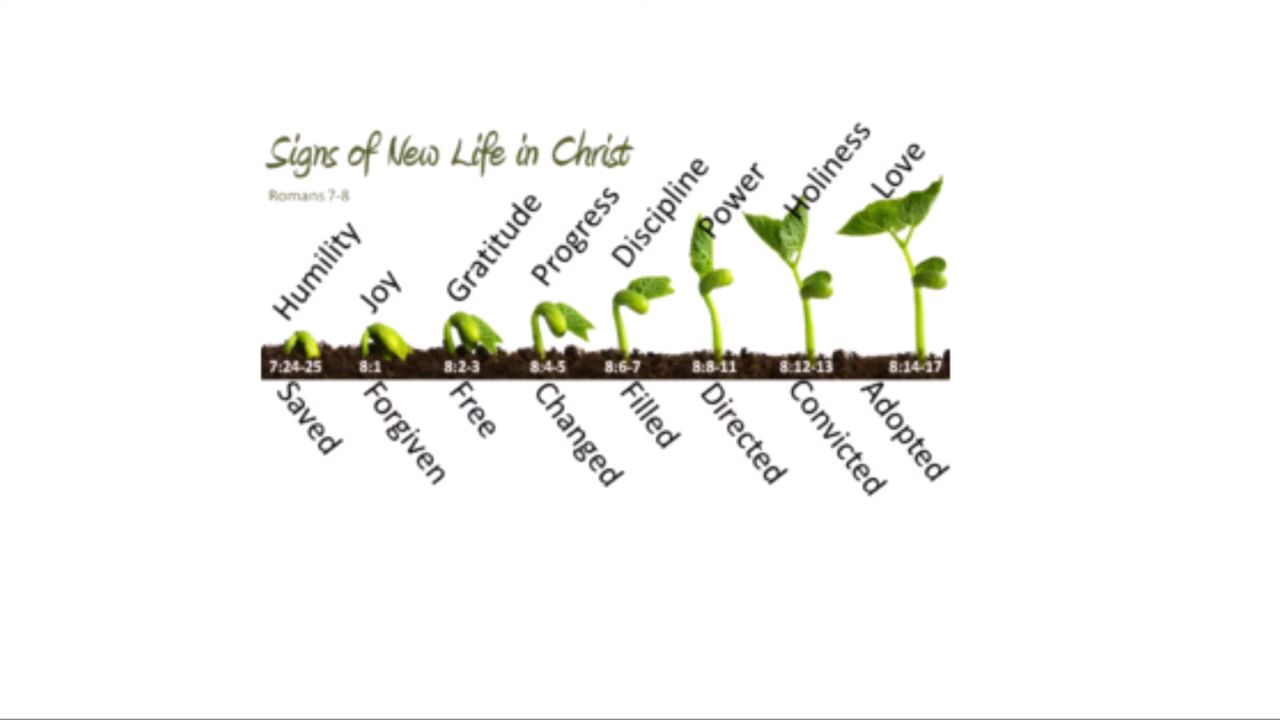 Signs of New Life in Christ
Romans 7-8
Humility
Joy
Gratitude
Progress
Discipline
Power
Holiness
Love
7:24-25
8:1
8:2-3
8:4-5
8:6-7
8:8-11
8:12-13
8:14-17
Saved
Forgiven
Free
Changed
Filled
Directed
Convicted
Adopted